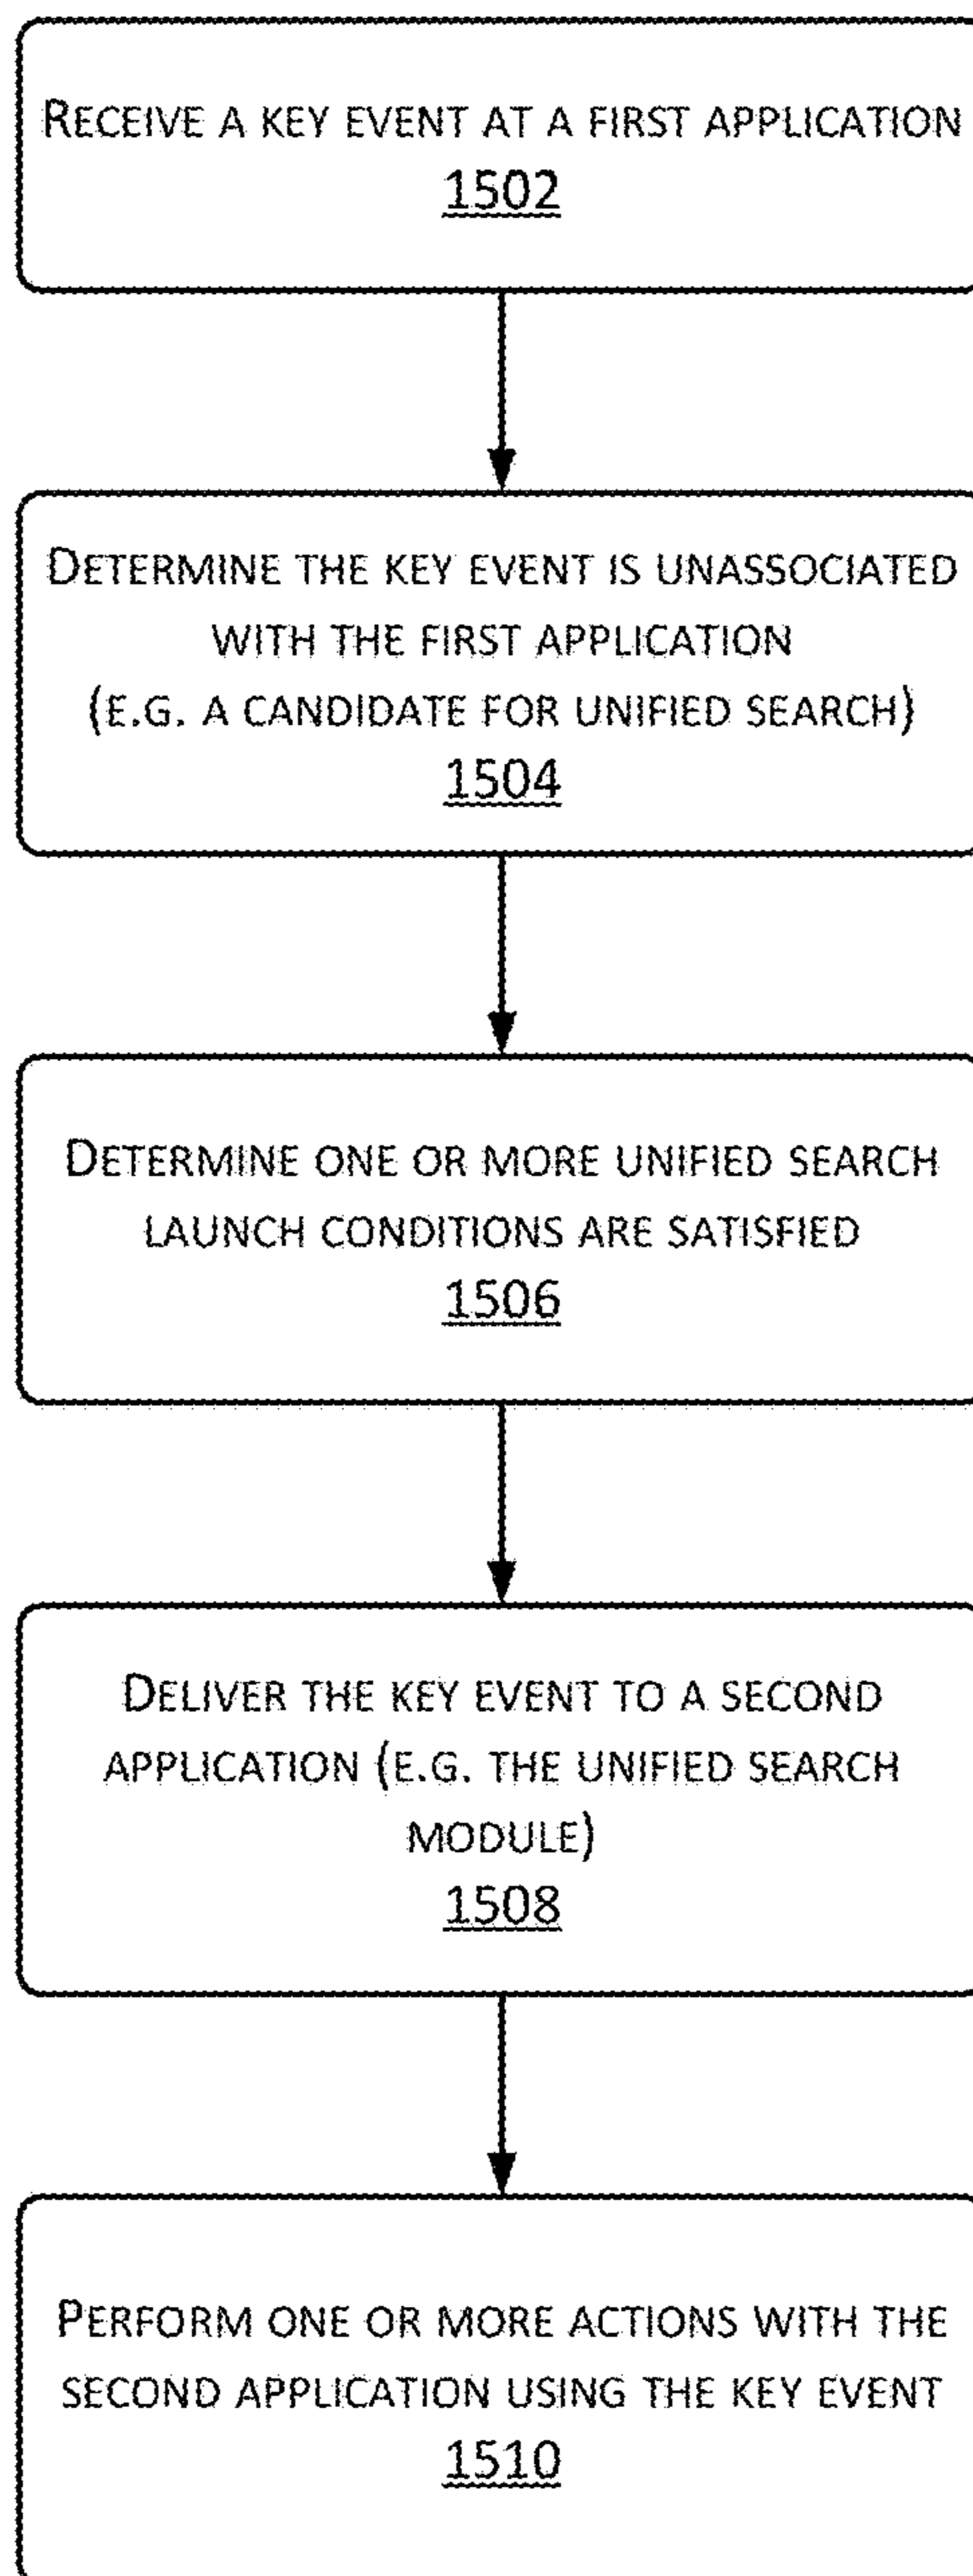 RECEIVE A KEY EVENT AT A FIRST APPLICATION
1502
DETERMINE THE KEY EVENT IS UNASSOCIATED
WITH THE FIRST APPLICATION
(E.G. A CANDIDATE FOR UNIFIED SEARCH)
1504
DETERMINE ONE OR MORE UNIFIED SEARCH
LAUNCH CONDITIONS ARE SATISFIED
1506
DELIVER THE KEY EVENT TO A SECOND
APPLICATION (E.G. THE UNIFIED SEARCH
MODULE)
1508
PERFORM ONE OR MORE ACTIONS WITH THE
SECOND APPLICATION USING THE KEY EVENT
1510